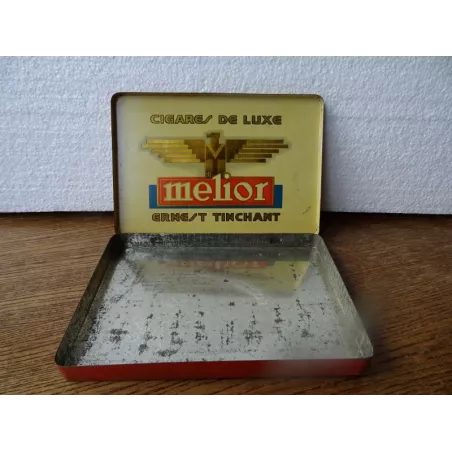 CIGARES DE LUXE
M
melior
ERNEST TINCHANT